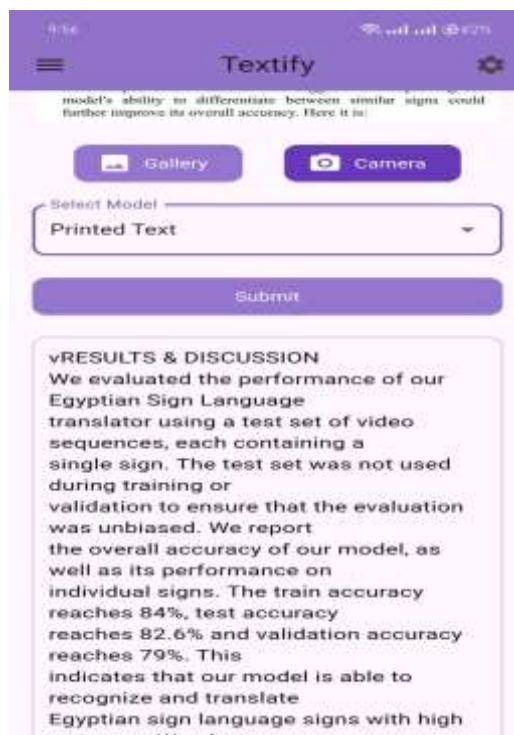 9:56
Textify
model's ability to differentiate between similar signs could
further improve its overall accuracy. Here it is:
Gallery
Camera
Select Model
Printed Text
Submit
vRESULTS & DISCUSSION
We evaluated the performance of our
Egyptian Sign Language
translator using a test set of video
sequences, each containing a
single sign. The test set was not used
during training or
validation to ensure that the evaluation
was unbiased. We report
the overall accuracy of our model, as
well as its performance on
individual signs. The train accuracy
reaches 84%, test accuracy
reaches 82.6% and validation accuracy
reaches 79%. This
indicates that our model is able to
recognize and translate
Egyptian sign language signs with high